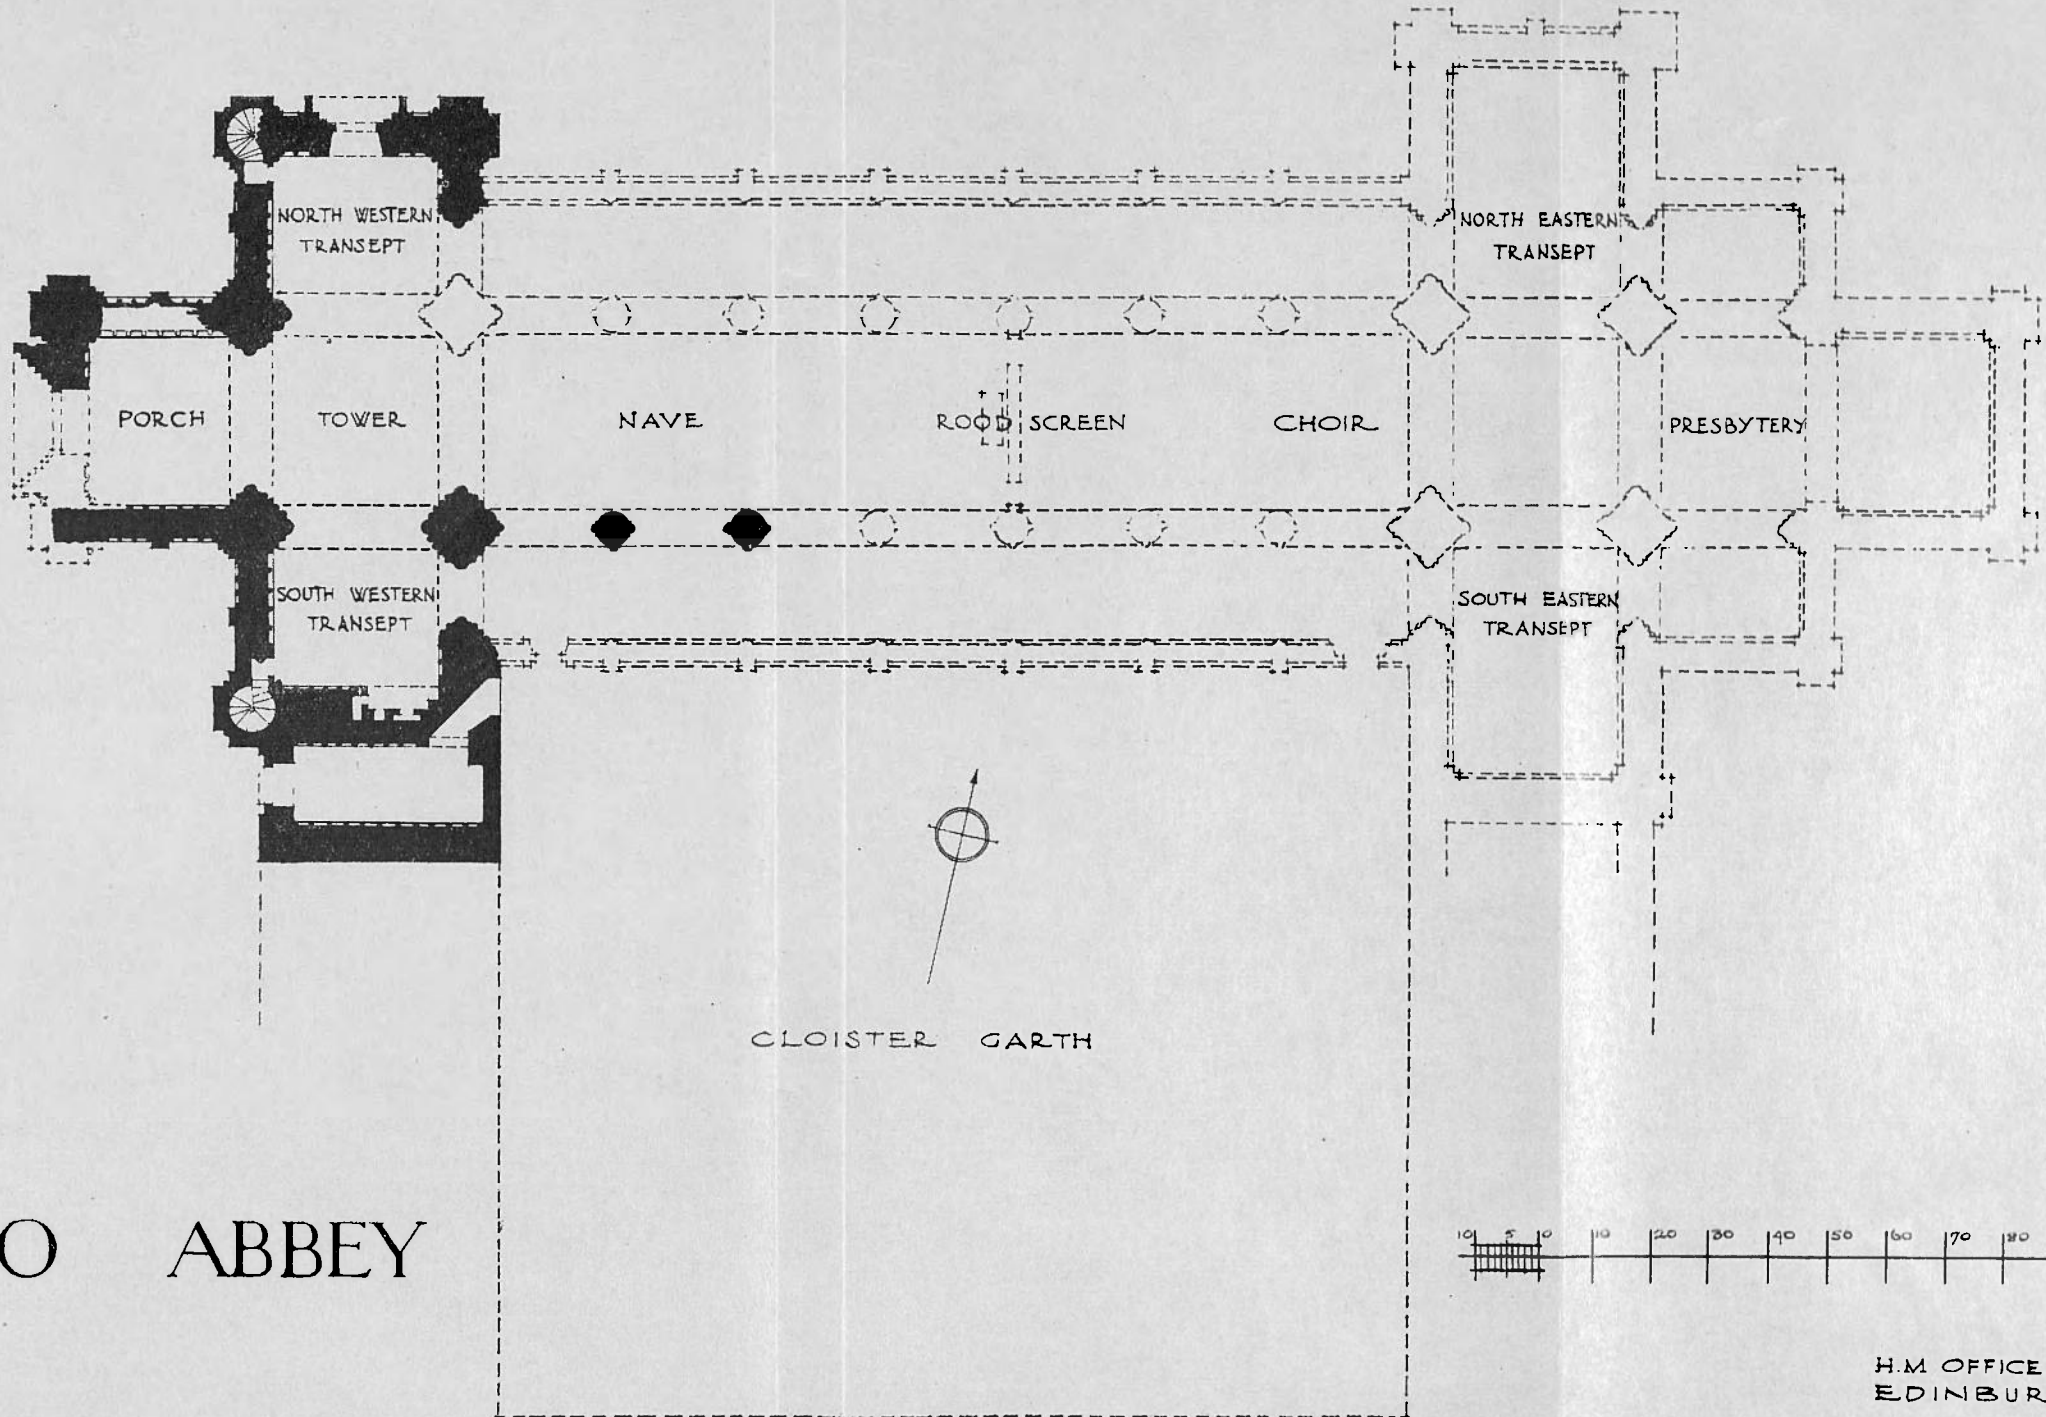 NORTH WESTERN
TRANSEPT
NORTH EASTERN
TRANSEPT
PORCH
TOWER
NAVE
ROOD SCREEN
CHOIR
PRESBYTERY
SOUTH WESTERN
TRANSEPT
SOUTH EASTERN
TRANSEPT
CLOISTER GARTH
O ABBEY
10 5 0 10 20 30 40 50 60 70 80
H.M OFFICE
EDINBUR